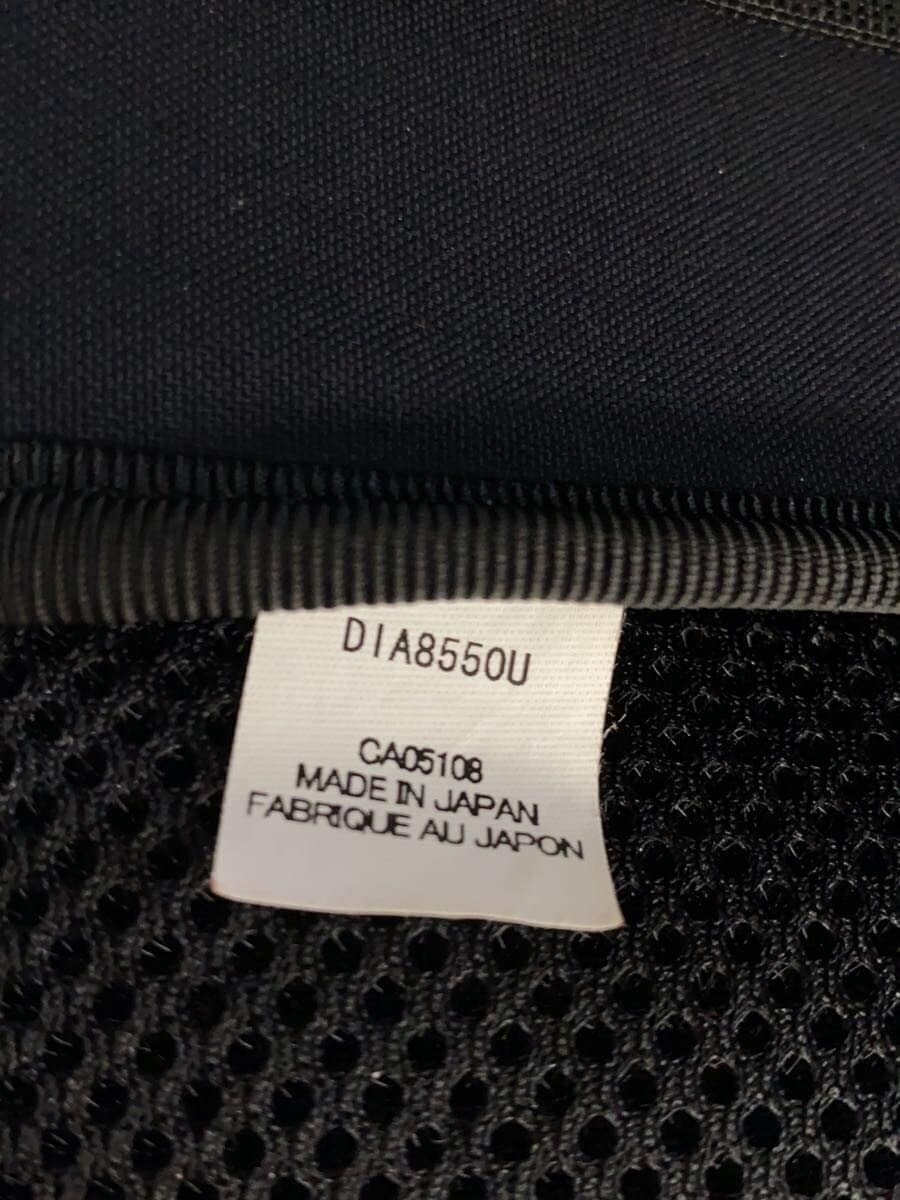 DIA8550U
CA05108
MADE IN JAPAN
FABRIQUE AU JAPON